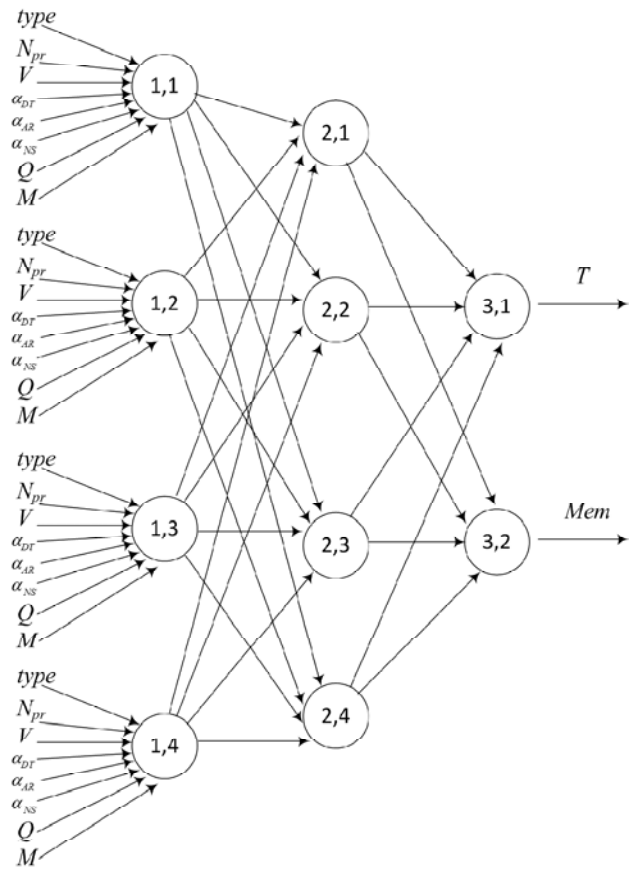 type
N_pr
V
α_DT
α_AR
α_NS
Q
M
1,1
type
N_pr
V
α_DT
α_AR
α_NS
Q
M
1,2
type
N_pr
V
α_DT
α_AR
α_NS
Q
M
1,3
type
N_pr
V
α_DT
α_AR
α_NS
Q
M
1,4
2,1
2,2
2,3
2,4
3,1
3,2
T
Mem